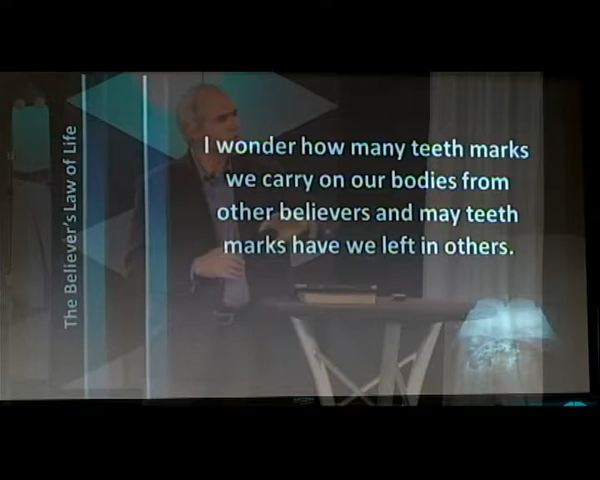 The Believer's Law of Life
I wonder how many teeth marks
we carry on our bodies from
other believers and may teeth
marks have we left in others.